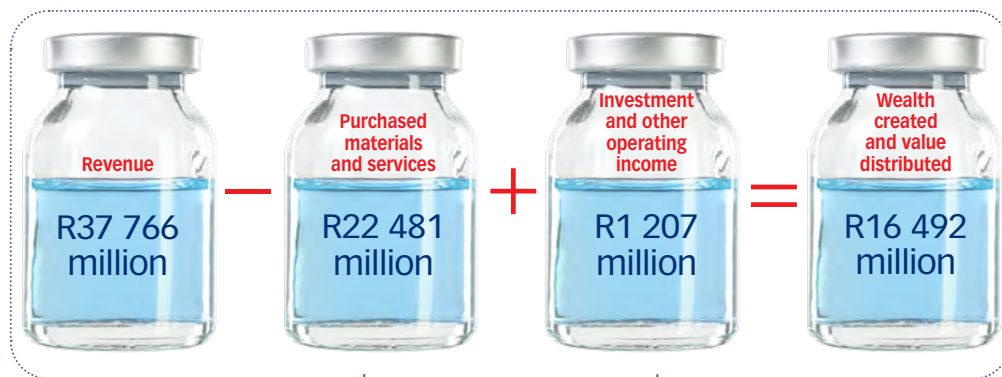 Revenue
R37 766
million
−
Purchased
materials
and services
R22 481
million
+
Investment
and other
operating
income
R1 207
million
=
Wealth
created
and value
distributed
R16 492
million